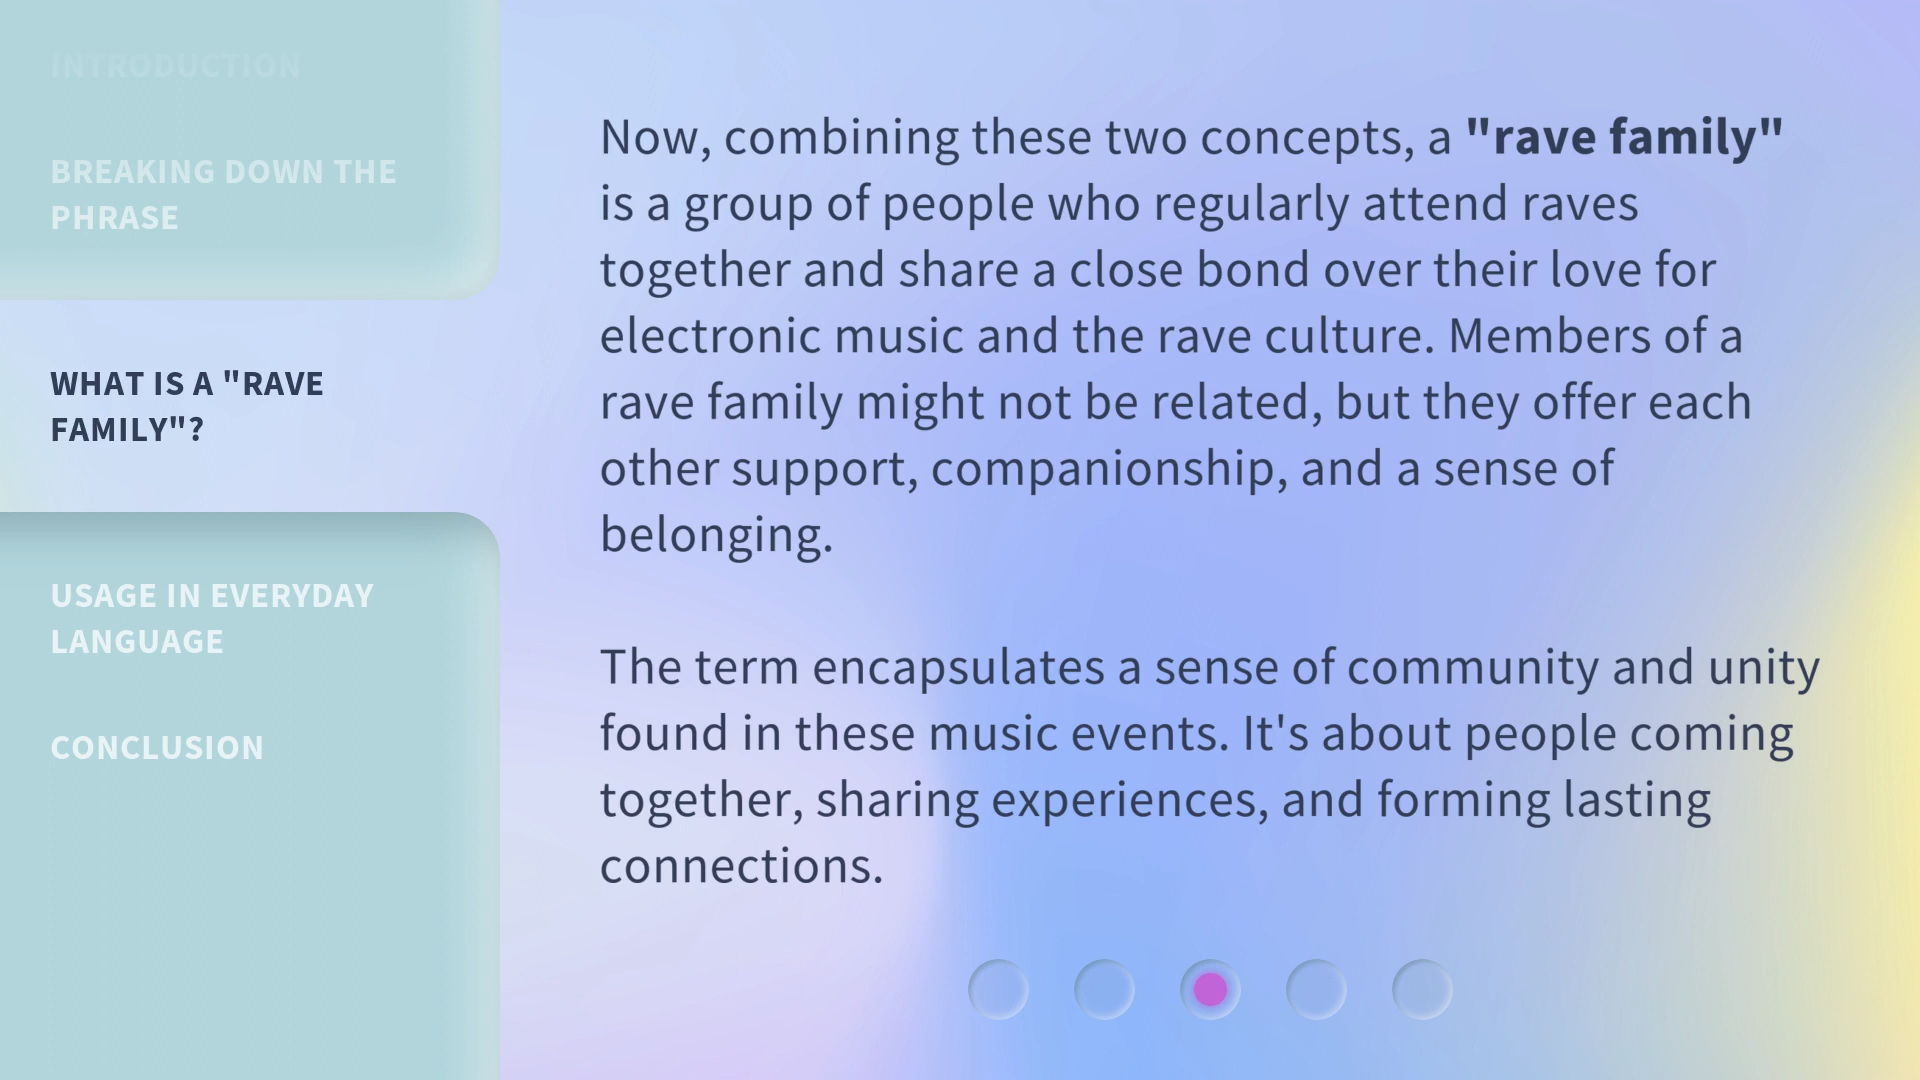 INTRODUCTION
BREAKING DOWN THE
PHRASE
WHAT IS A "RAVE
FAMILY"?
USAGE IN EVERYDAY
LANGUAGE
CONCLUSION
Now, combining these two concepts, a "rave family"
is a group of people who regularly attend raves
together and share a close bond over their love for
electronic music and the rave culture. Members of a
rave family might not be related, but they offer each
other support, companionship, and a sense of
belonging.
The term encapsulates a sense of community and unity
found in these music events. It's about people coming
together, sharing experiences, and forming lasting
connections.